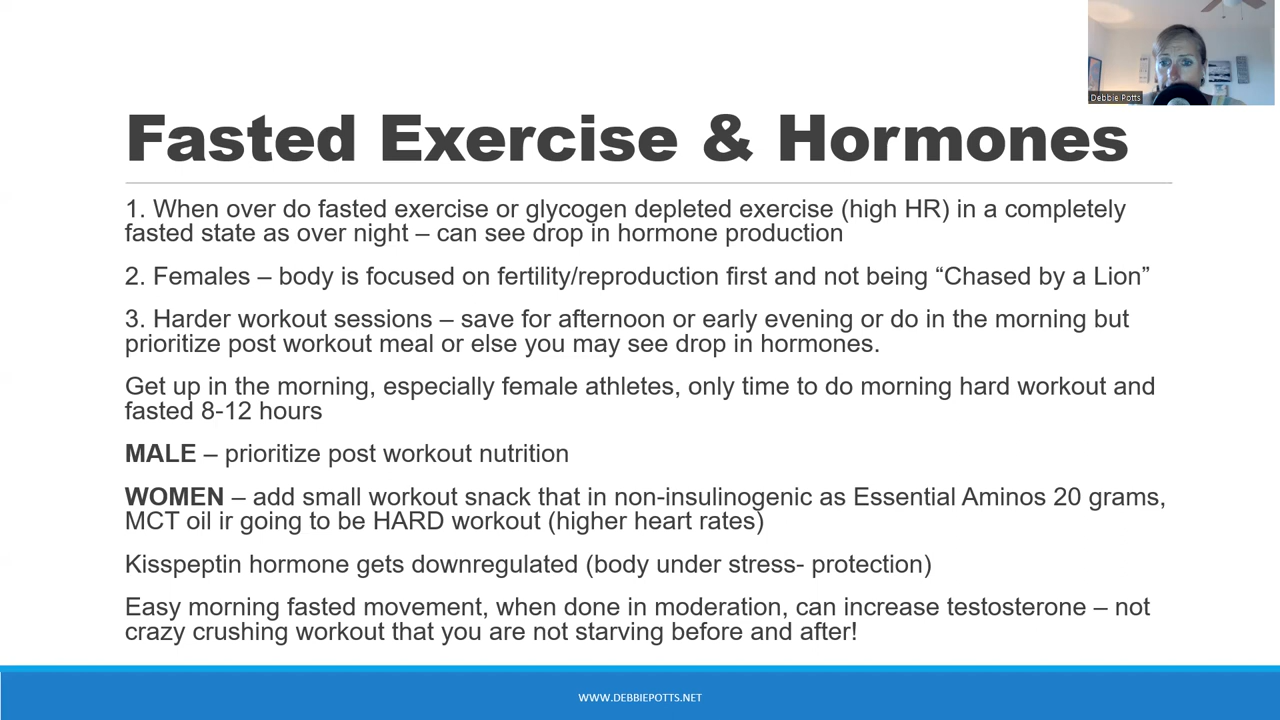 Debbie Potts
Fasted Exercise & Hormones
1. When over do fasted exercise or glycogen depleted exercise (high HR) in a completely
fasted state as over night – can see drop in hormone production
2. Females – body is focused on fertility/reproduction first and not being “Chased by a Lion”
3. Harder workout sessions – save for afternoon or early evening or do in the morning but
prioritize post workout meal or else you may see drop in hormones.
Get up in the morning, especially female athletes, only time to do morning hard workout and
fasted 8-12 hours
MALE – prioritize post workout nutrition
WOMEN – add small workout snack that in non-insulinogenic as Essential Aminos 20 grams,
MCT oil ir going to be HARD workout (higher heart rates)
Kisspeptin hormone gets downregulated (body under stress- protection)
Easy morning fasted movement, when done in moderation, can increase testosterone – not
crazy crushing workout that you are not starving before and after!
WWW.DEBBIEPOTTS.NET